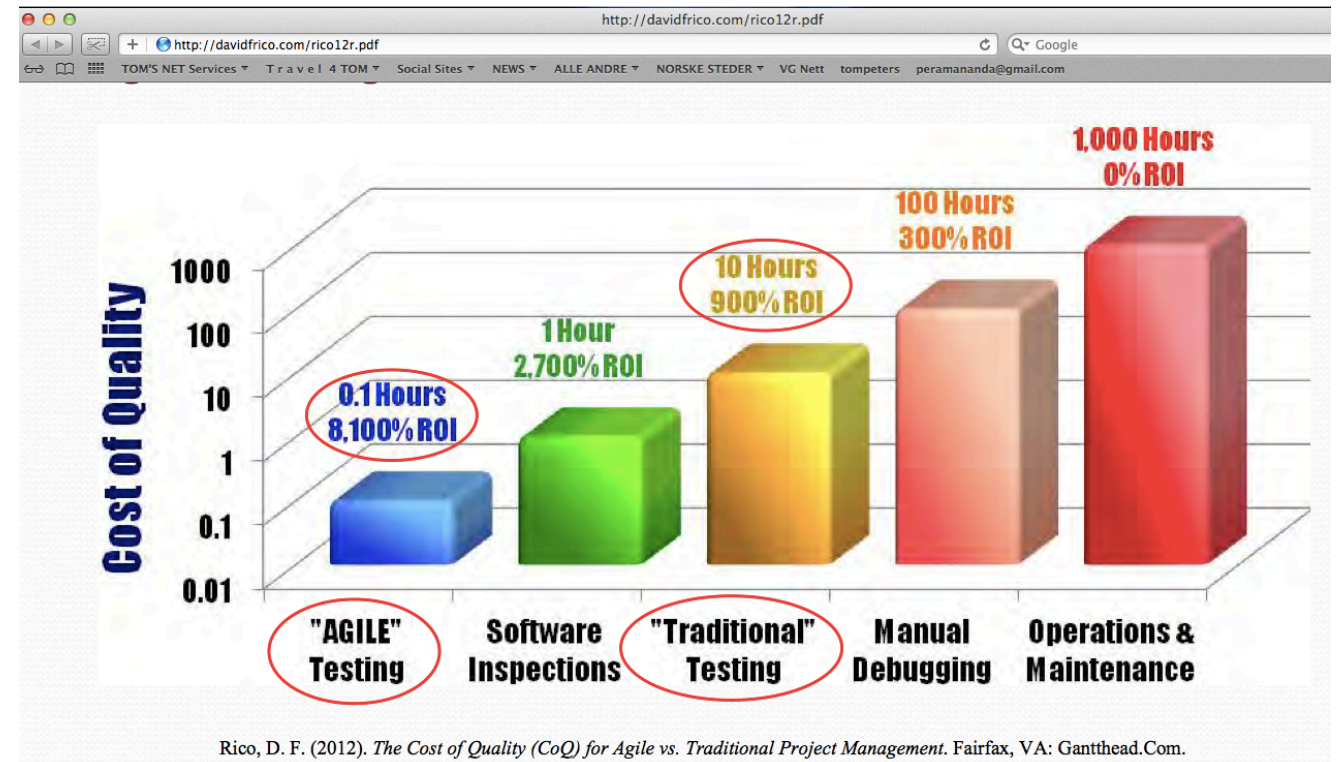 http://davidfrico.com/rico12r.pdf
http://davidfrico.com/rico12r.pdf
Google
TOM'S NET Services
T r a v e l 4 TOM
Social Sites
NEWS
ALLE ANDRE
NORSKE STEDER
VG Nett
tompeters
peramananda@gmail.com
1,000 Hours
0% ROI
100 Hours
300% ROI
10 Hours
900% ROI
1 Hour
2,700% ROI
0.1 Hours
8,100% ROI
Cost of Quality
1000
100
10
1
0.1
0.01
"AGILE"
Testing
Software
Inspections
"Traditional"
Testing
Manual
Debugging
Operations &
Maintenance
Rico, D. F. (2012). The Cost of Quality (CoQ) for Agile vs. Traditional Project Management. Fairfax, VA: Gantthead.Com.